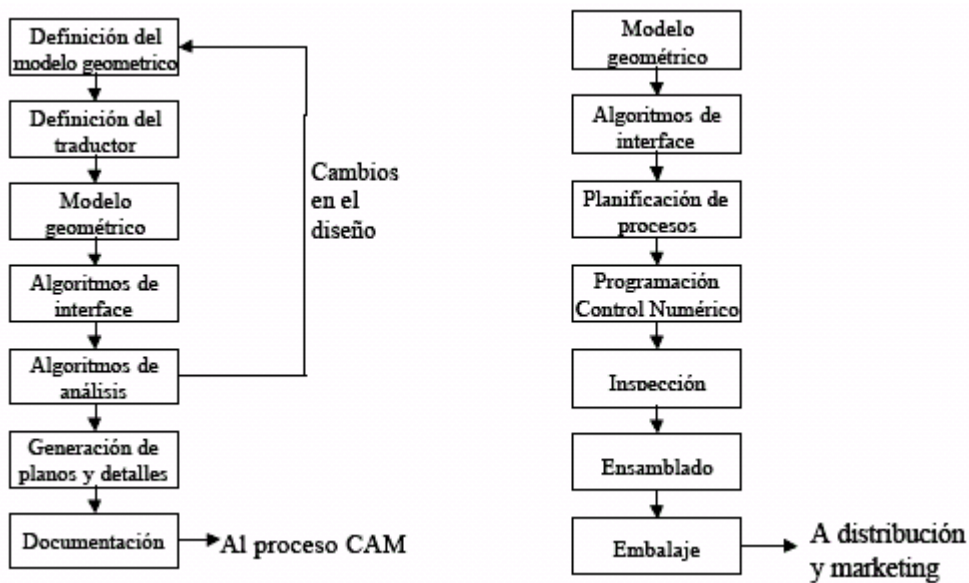 Definición del
modelo geometrico
Definición del
traductor
Modelo
geométrico
Algoritmos de
interface
Algoritmos de
análisis
Generación de
planos y detalles
Documentación
Al proceso CAM
Cambios
en el
diseño
Modelo
geométrico
Algoritmos de
interface
Planificación de
procesos
Programación
Control Numérico
Inspección
Ensamblado
Embalaje
A distribución
y marketing